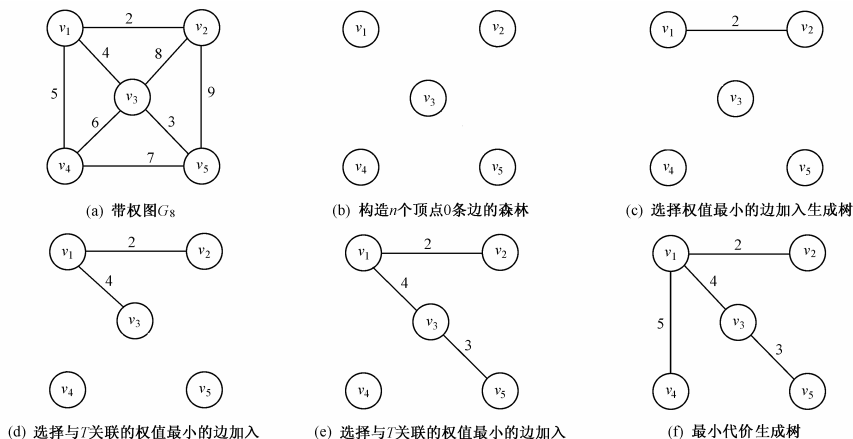 v1 2 v2
4 8
5 v3 9
6 3
v4 7 v5
(a) 带权图G8
v1 v2
v3
v4 v5
(b) 构造n个顶点0条边的森林
v1 2 v2
v3
v4 v5
(c) 选择权值最小的边加入生成树
v1 2 v2
4
v3
v4 v5
(d) 选择与T关联的权值最小的边加入
v1 2 v2
4
v3
3
v4 v5
(e) 选择与T关联的权值最小的边加入
v1 2 v2
4
5 v3
3
v4 v5
(f) 最小代价生成树